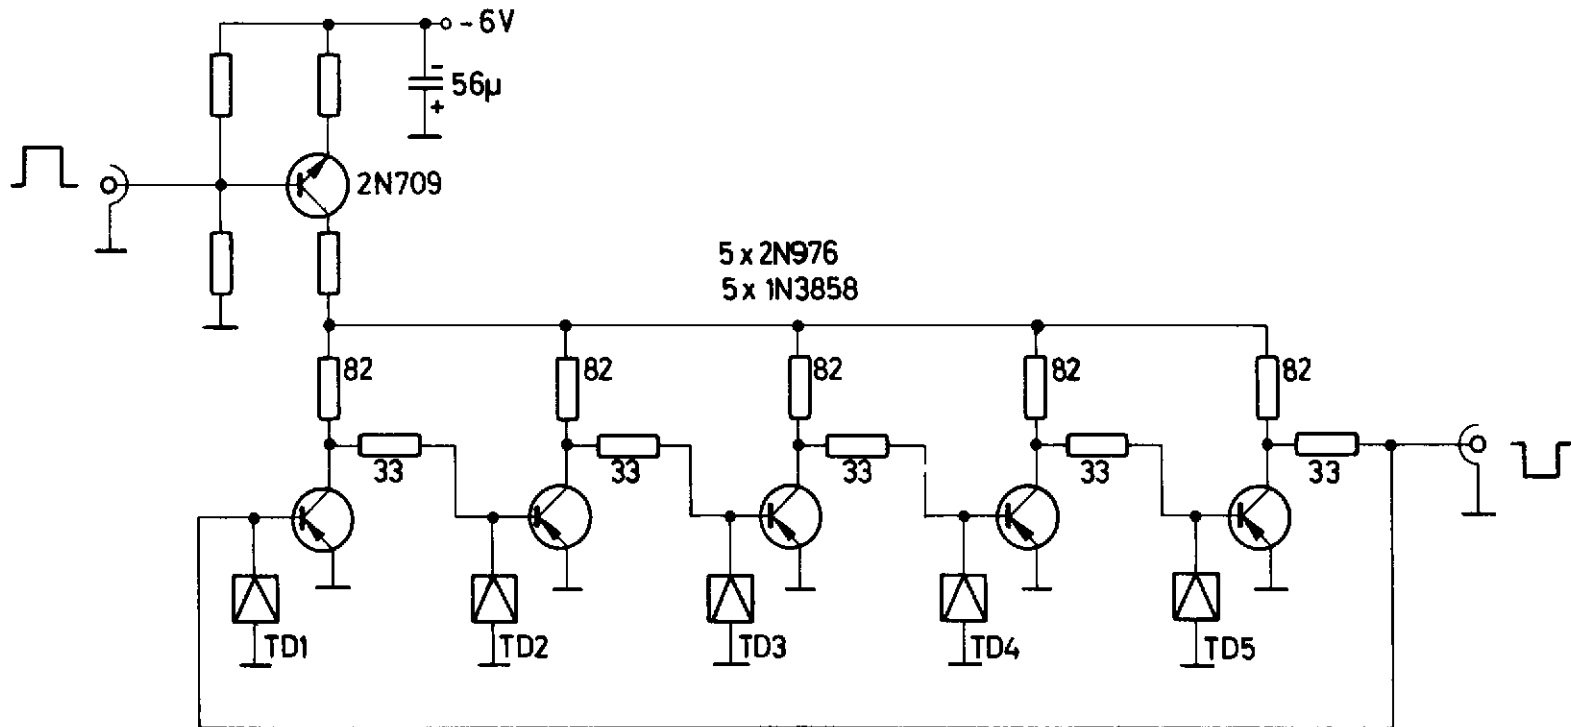 - 6V
56µ
-
+
2N709
5 x 2N976
5 x 1N3858
82
82
82
82
82
33
33
33
33
33
TD1
TD2
TD3
TD4
TD5